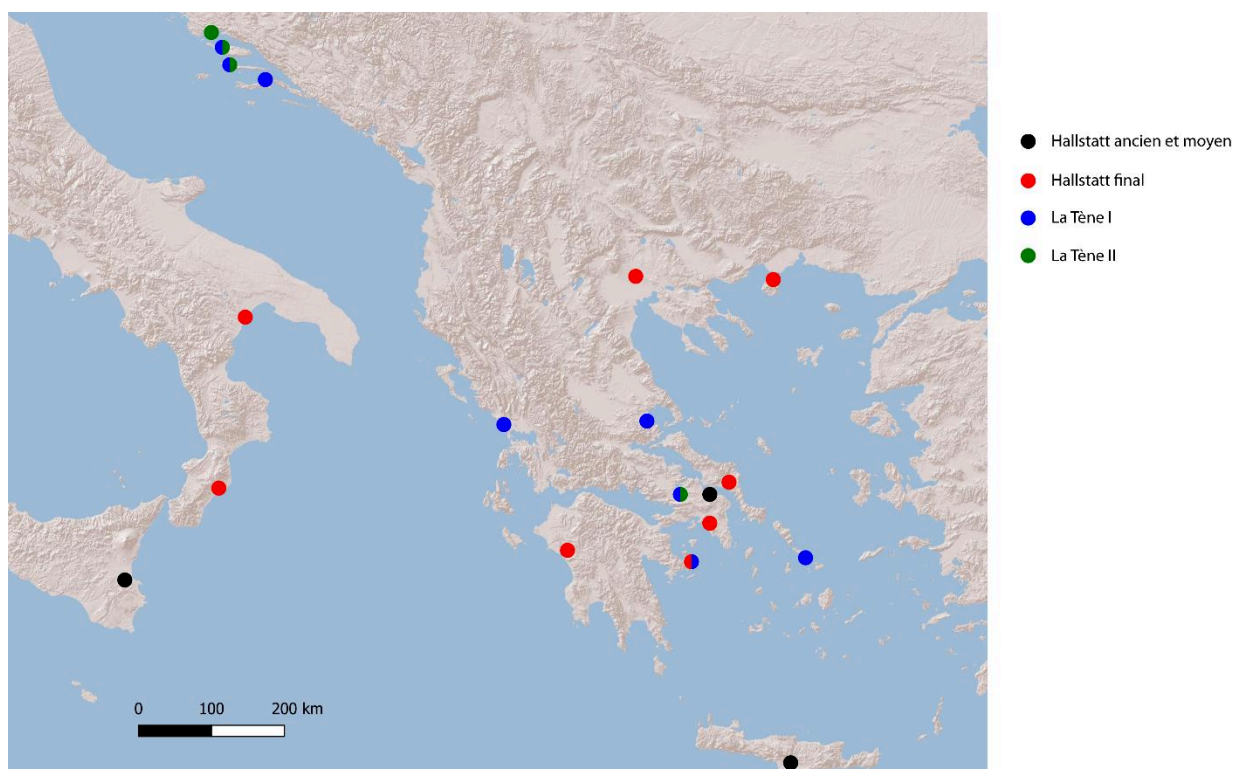 Hallstatt ancien et moyen
Hallstatt final
La Tène I
La Tène II
0 100 200 km